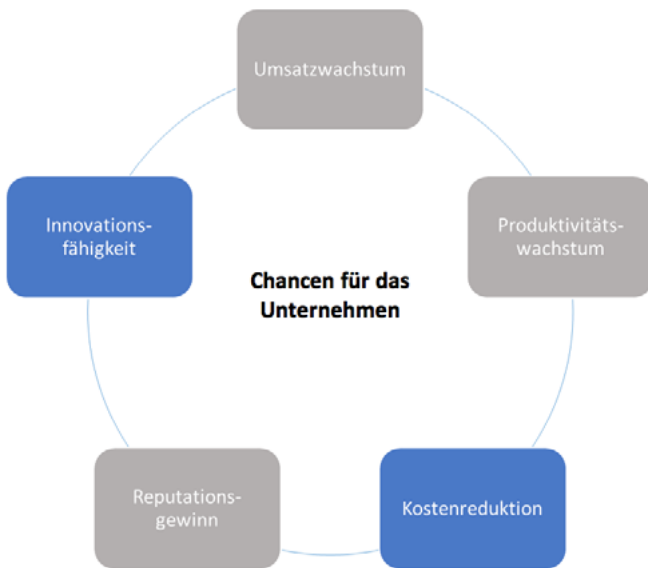 Umsatzwachstum
Innovations-
fähigkeit
Produktivitäts-
wachstum
Chancen für das
Unternehmen
Reputations-
gewinn
Kostenreduktion